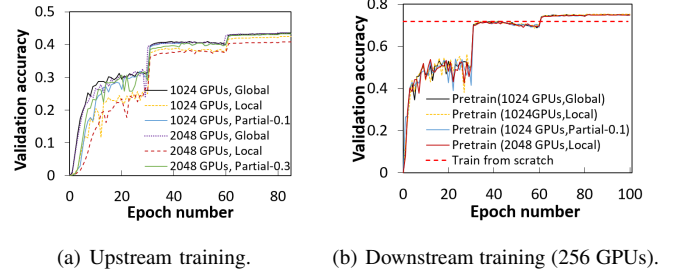 0.5
0.4
0.3
0.2
0.1
0
Validation accuracy
1024 GPUs, Global
1024 GPUs, Local
1024 GPUs, Partial-0.1
2048 GPUs, Global
2048 GPUs, Local
2048 GPUs, Partial-0.3
0 20 40 60 80
Epoch number
(a) Upstream training.
0.8
0.6
0.4
0.2
0
Validation accuracy
Pretrain(1024 GPUs,Global)
Pretrain (1024GPUs,Local)
Pretrain (1024 GPUs,Partial-0.1)
Pretrain (2048 GPUs,Local)
Train from scratch
0 20 40 60 80 100
Epoch number
(b) Downstream training (256 GPUs).